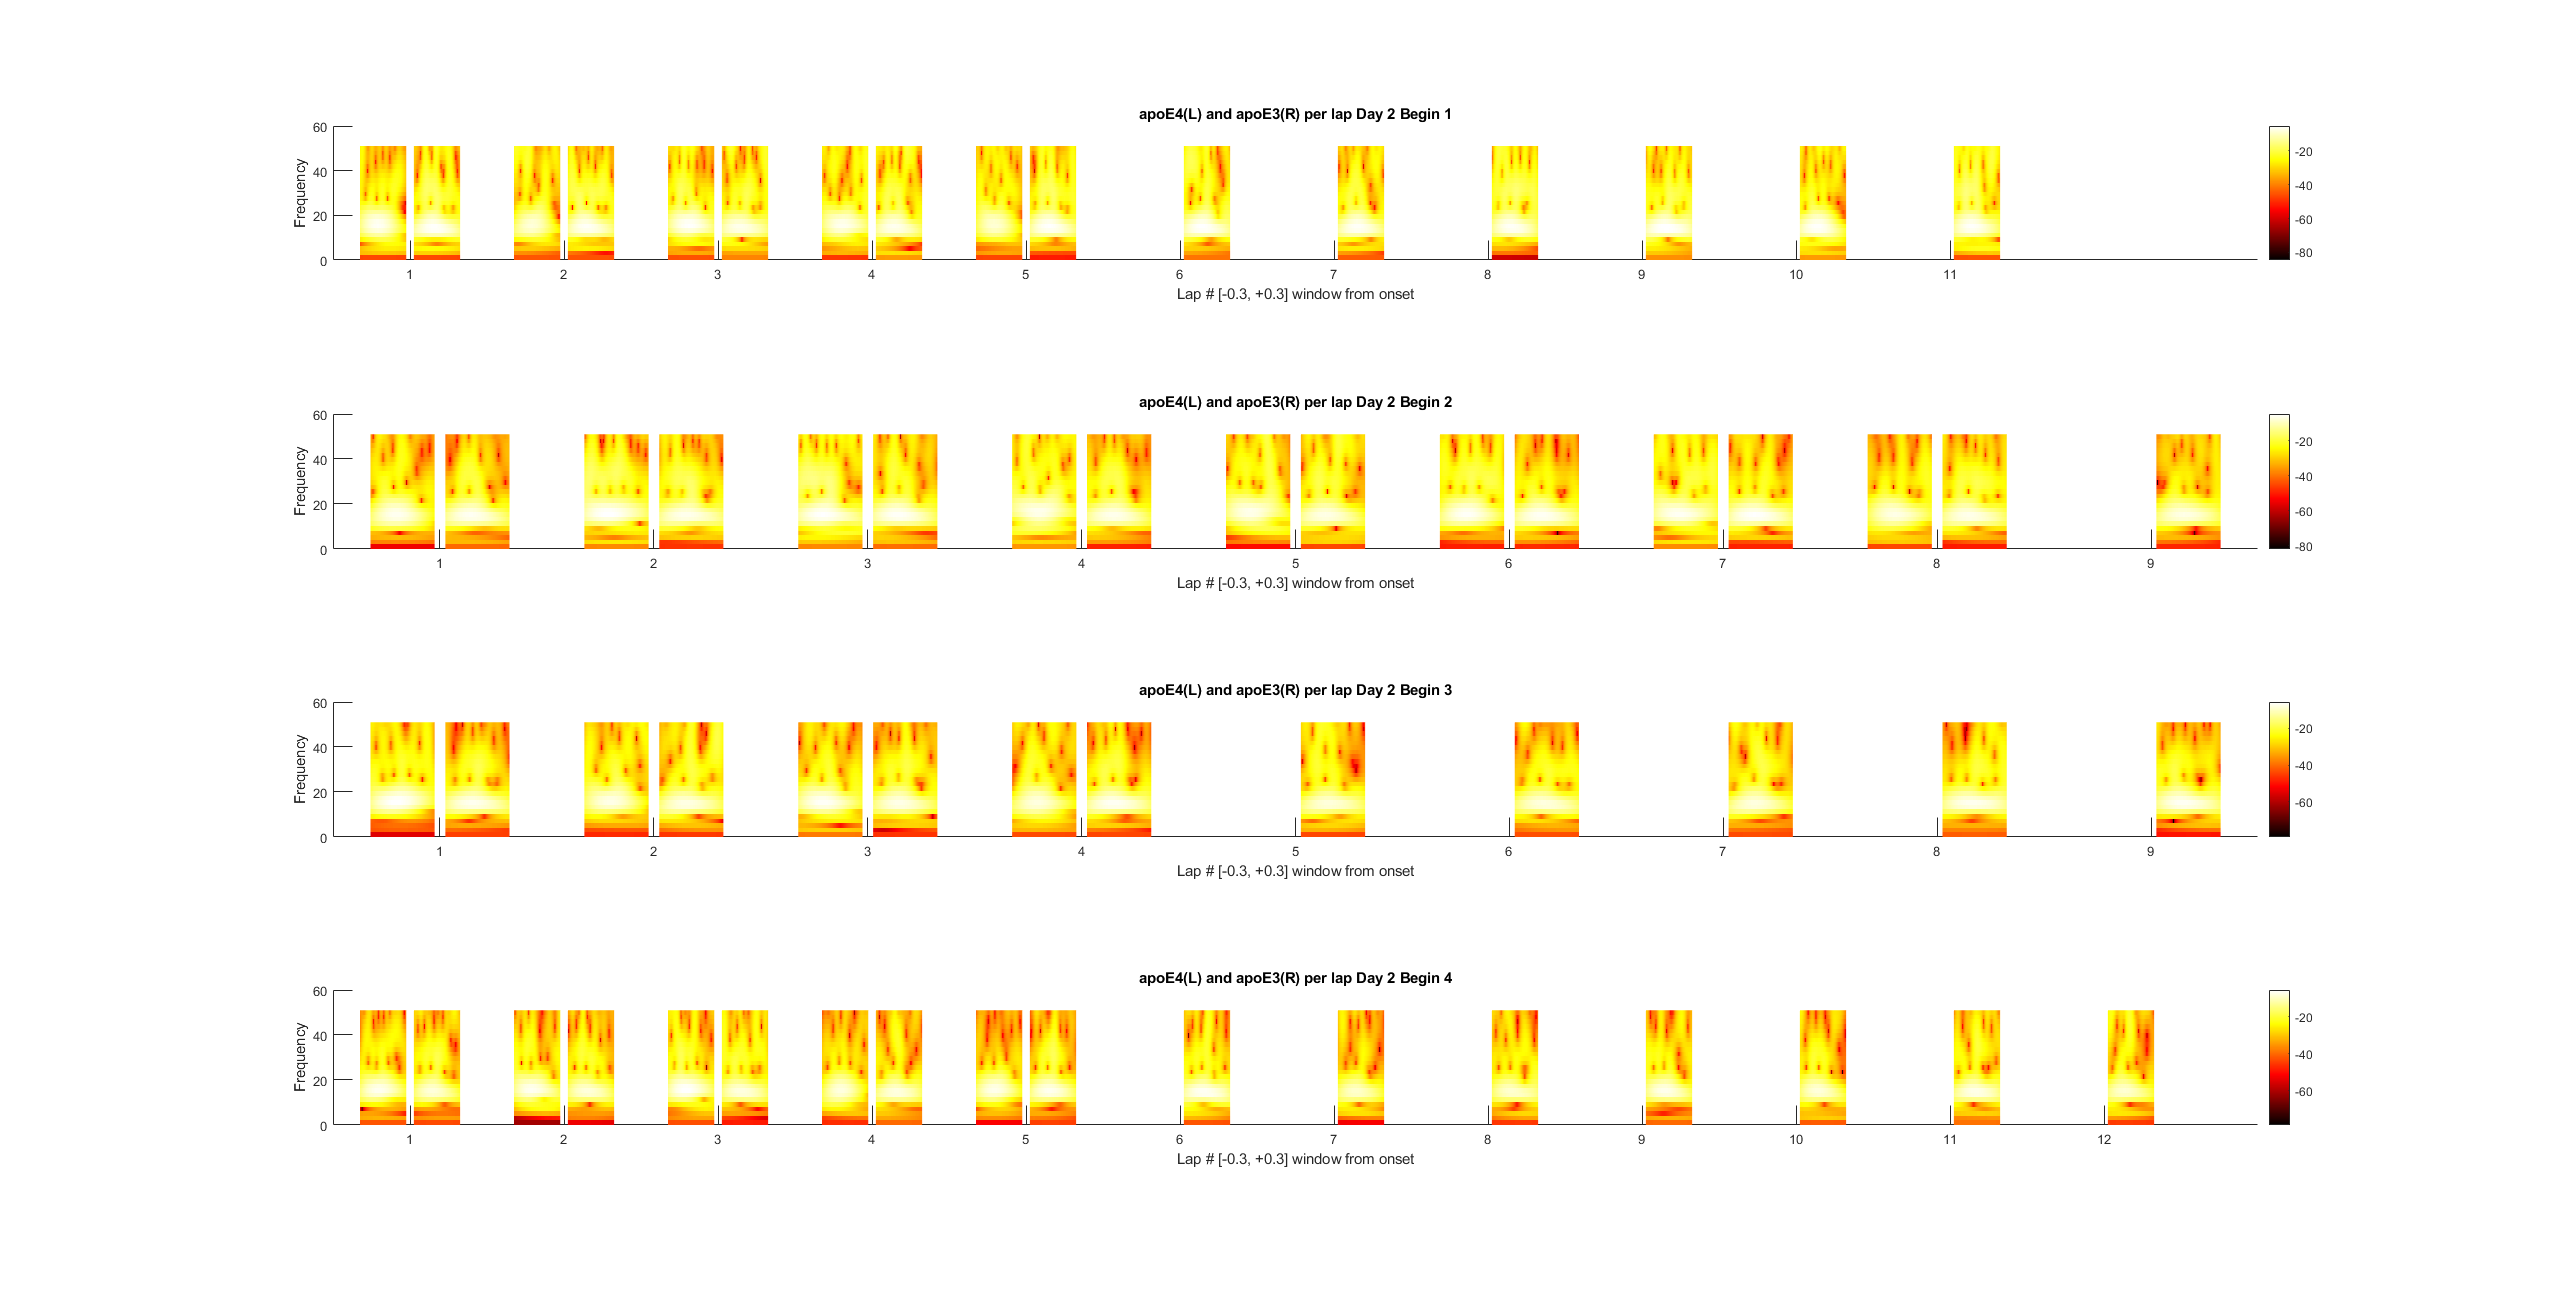 apoE4(L) and apoE3(R) per lap Day 2 Begin 1
60
40
20
0
Frequency
-20
-40
-60
-80
1 2 3 4 5 6 7 8 9 10 11
Lap # [-0.3, +0.3] window from onset
apoE4(L) and apoE3(R) per lap Day 2 Begin 2
60
40
20
0
Frequency
-20
-40
-60
-80
1 2 3 4 5 6 7 8 9
Lap # [-0.3, +0.3] window from onset
apoE4(L) and apoE3(R) per lap Day 2 Begin 3
60
40
20
0
Frequency
-20
-40
-60
1 2 3 4 5 6 7 8 9
Lap # [-0.3, +0.3] window from onset
apoE4(L) and apoE3(R) per lap Day 2 Begin 4
60
40
20
0
Frequency
-20
-40
-60
1 2 3 4 5 6 7 8 9 10 11 12
Lap # [-0.3, +0.3] window from onset